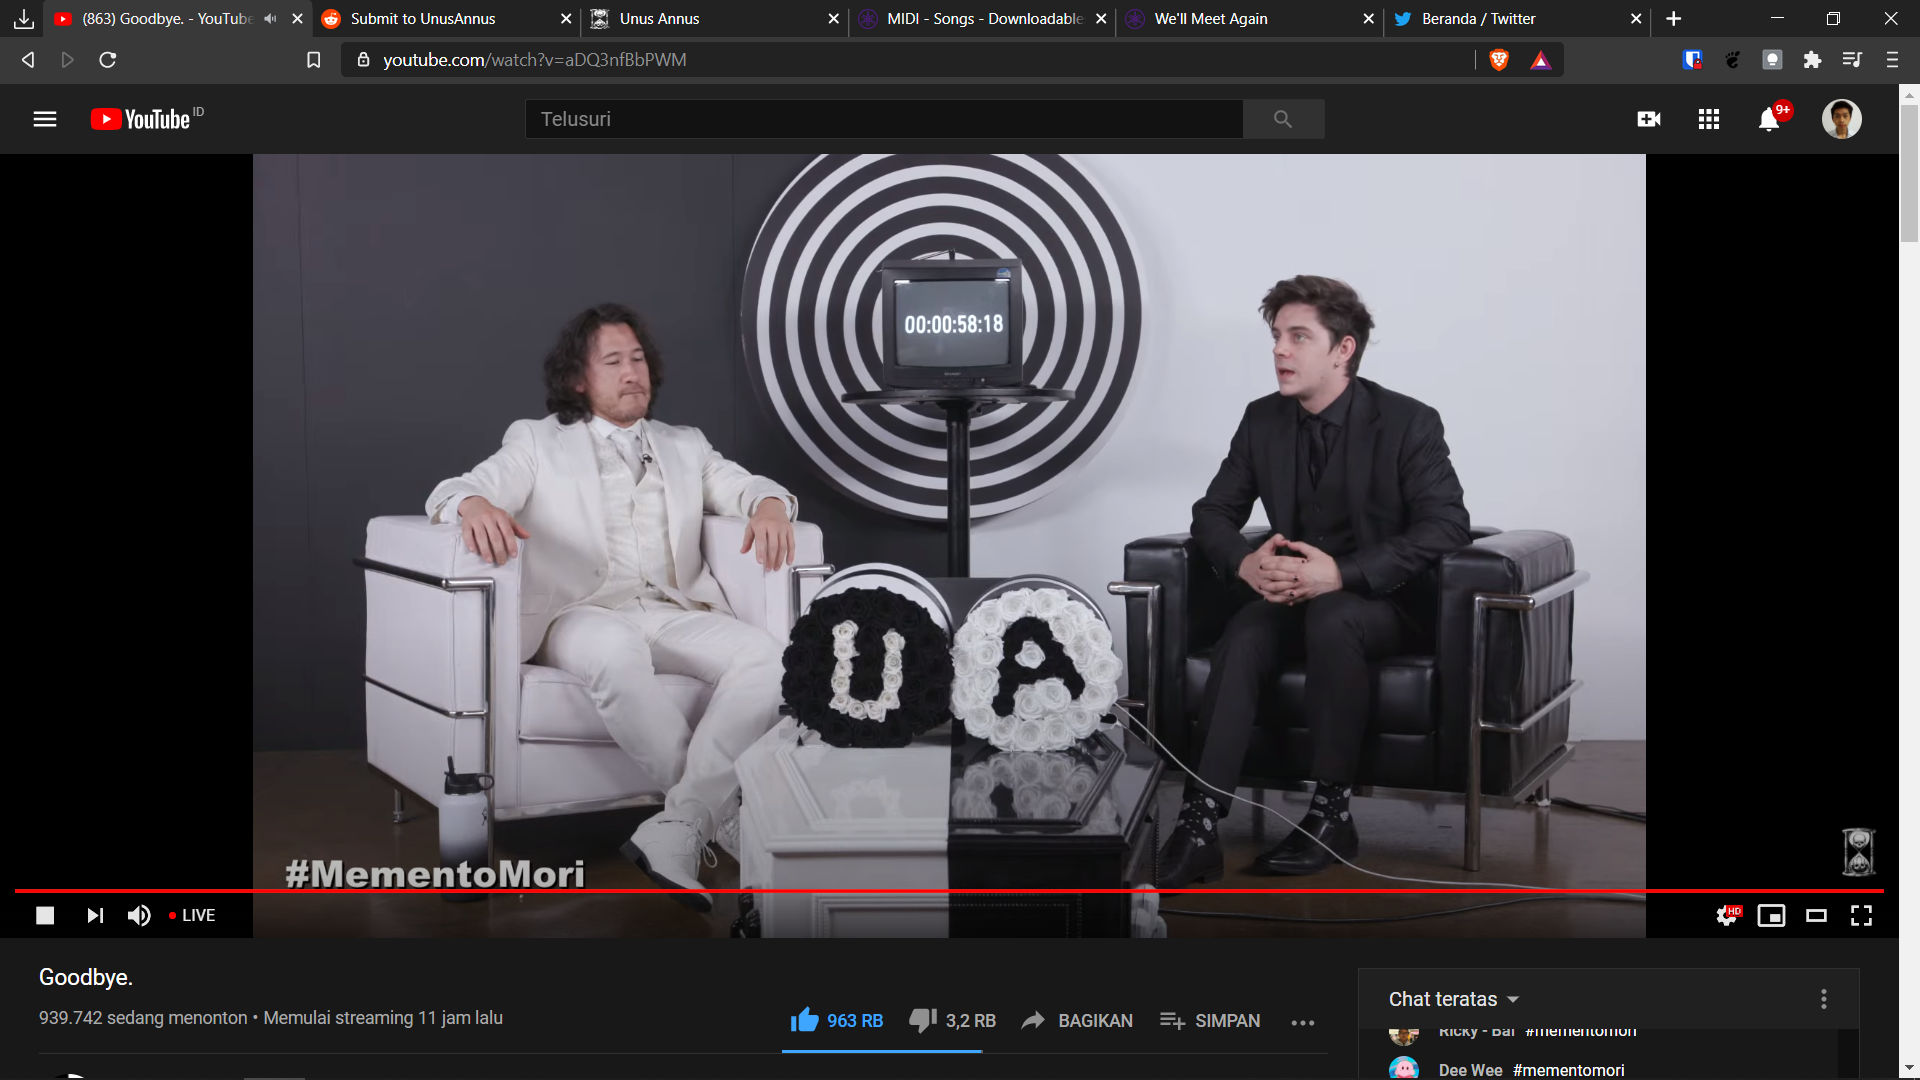 (863) Goodbye. - YouTube
Submit to UnusAnnus
Unus Annus
MIDI - Songs - Downloadable
We'll Meet Again
Beranda / Twitter
youtube.com/watch?v=aDQ3nfBbPWM
YouTube ID
Telusuri
9+
00:00:58:18
U A
#MementoMori
LIVE
HD
Goodbye.
939.742 sedang menonton • Memulai streaming 11 jam lalu
963 RB
3,2 RB
BAGIKAN
SIMPAN
Chat teratas
Ricky - Bal #mementomori
Dee Wee #mementomori